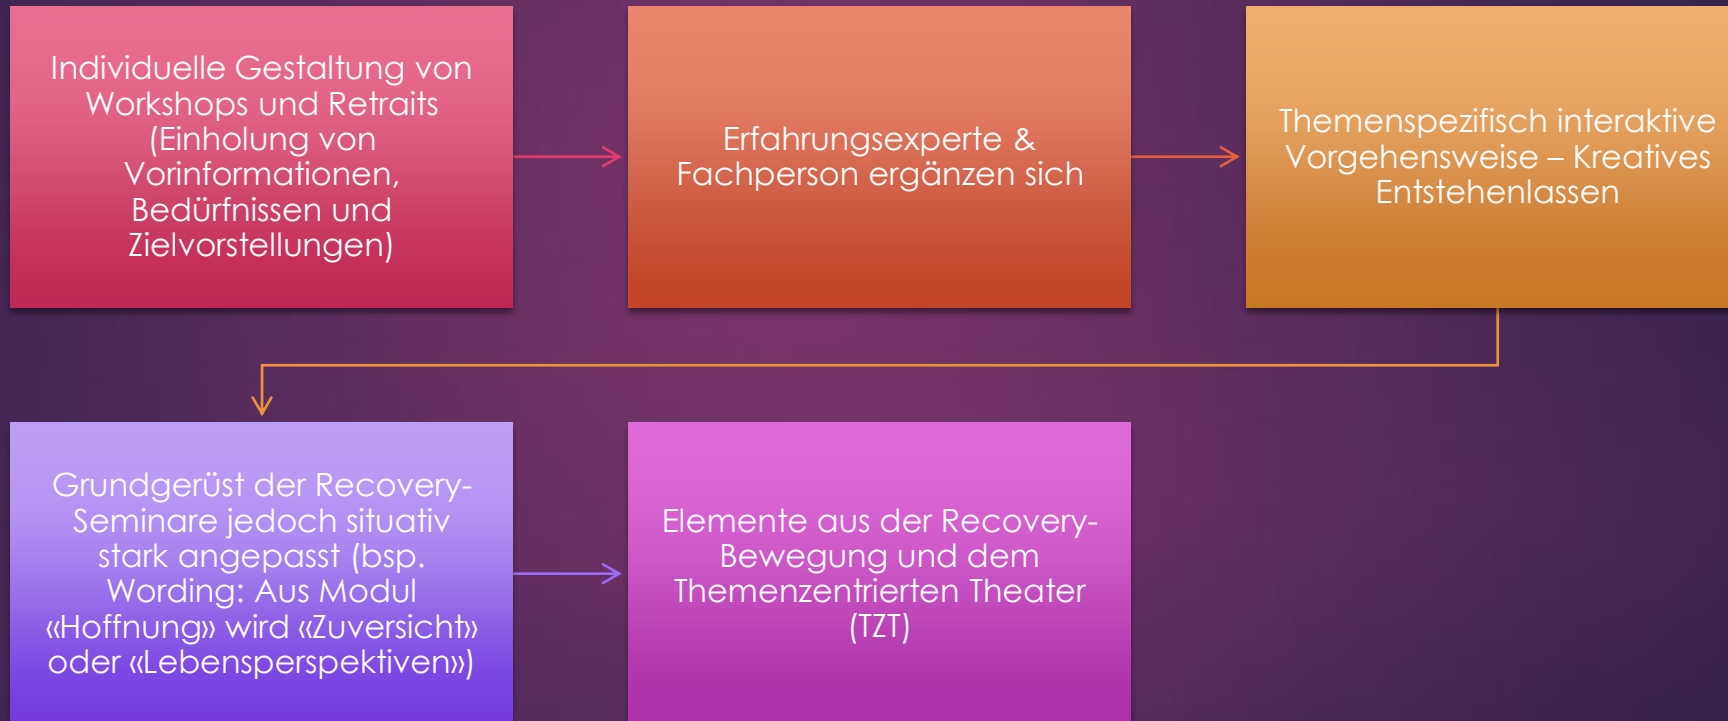 Individuelle Gestaltung von
Workshops und Retraits
(Einholung von
Vorinformationen,
Bedürfnissen und
Zielvorstellungen)
Erfahrungsexperte &
Fachperson ergänzen sich
Themenspezifisch interaktive
Vorgehensweise – Kreatives
Entstehenlassen
Grundgerüst der Recovery-
Seminare jedoch situativ
stark angepasst (bsp.
Wording: Aus Modul
«Hoffnung» wird «Zuversicht»
oder «Lebensperspektiven»)
Elemente aus der Recovery-
Bewegung und dem
Themenzentrierten Theater
(TZT)